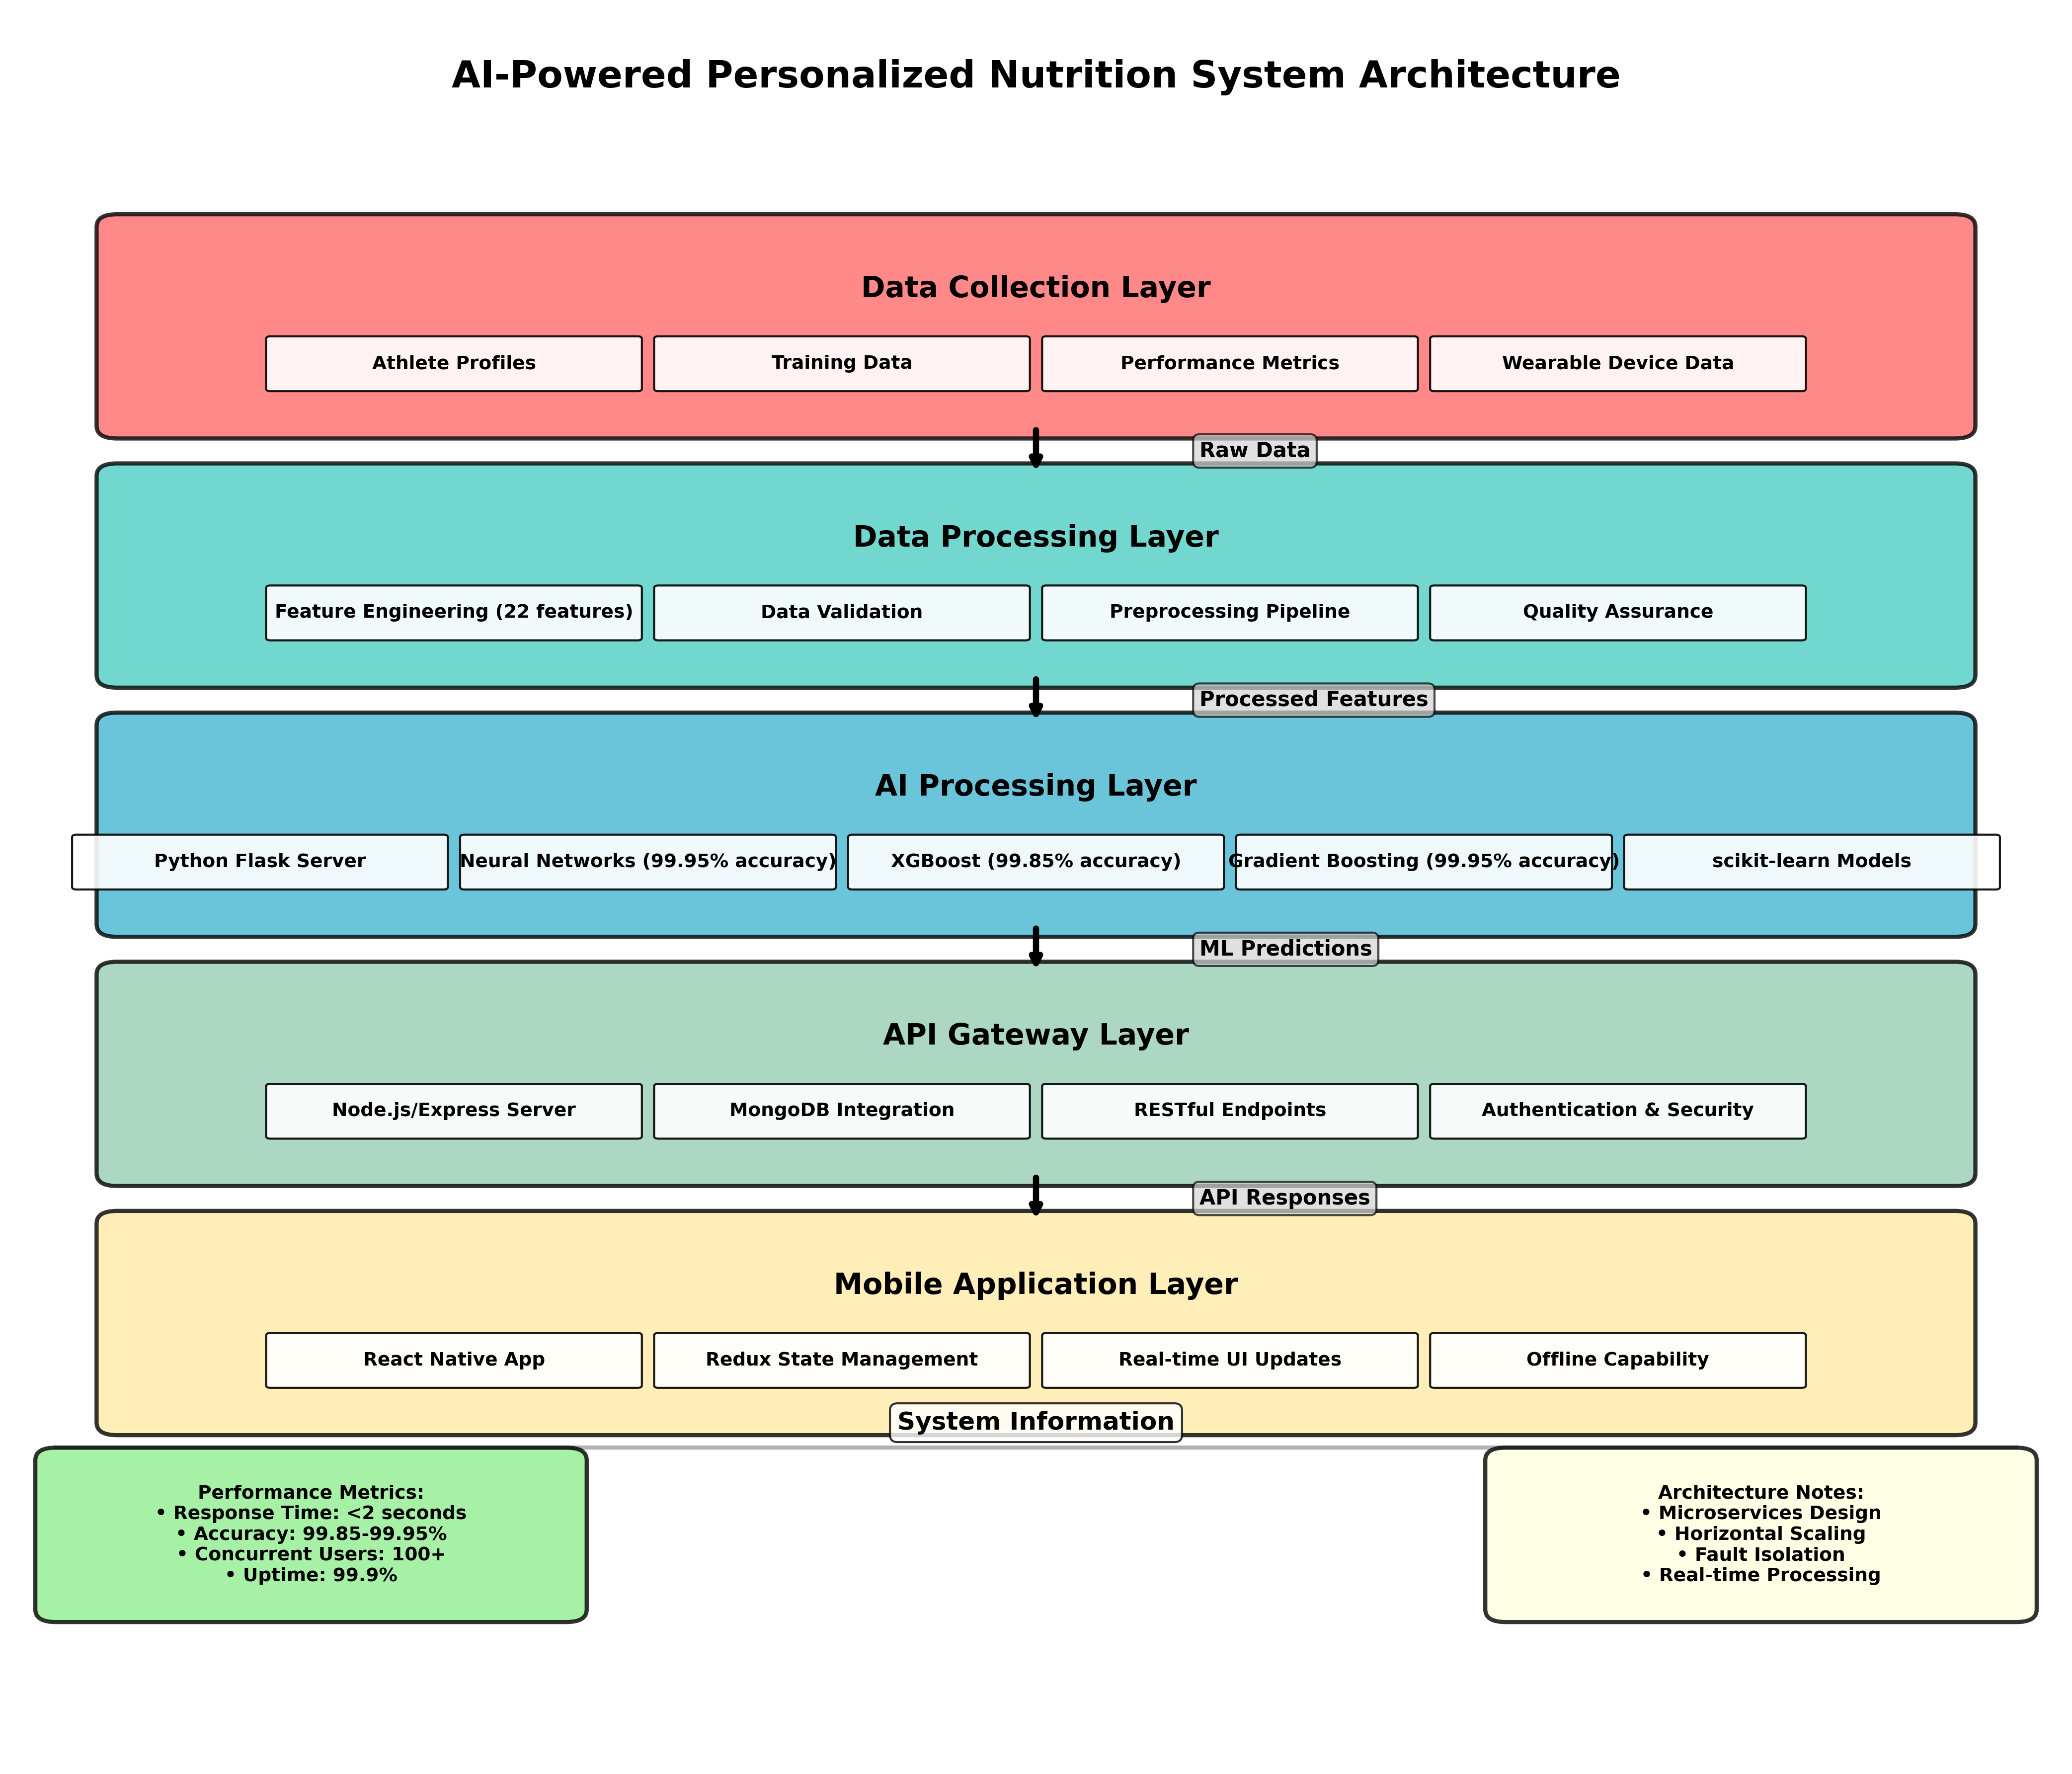 AI-Powered Personalized Nutrition System Architecture
Data Collection Layer
Athlete Profiles
Training Data
Performance Metrics
Wearable Device Data
Raw Data
Data Processing Layer
Feature Engineering (22 features)
Data Validation
Preprocessing Pipeline
Quality Assurance
Processed Features
AI Processing Layer
Python Flask Server
Neural Networks (99.95% accuracy)
XGBoost (99.85% accuracy)
Gradient Boosting (99.95% accuracy)
scikit-learn Models
ML Predictions
API Gateway Layer
Node.js/Express Server
MongoDB Integration
RESTful Endpoints
Authentication & Security
API Responses
Mobile Application Layer
React Native App
Redux State Management
Real-time UI Updates
Offline Capability
System Information
Performance Metrics:
• Response Time: <2 seconds
• Accuracy: 99.85-99.95%
• Concurrent Users: 100+
• Uptime: 99.9%
Architecture Notes:
• Microservices Design
• Horizontal Scaling
• Fault Isolation
• Real-time Processing